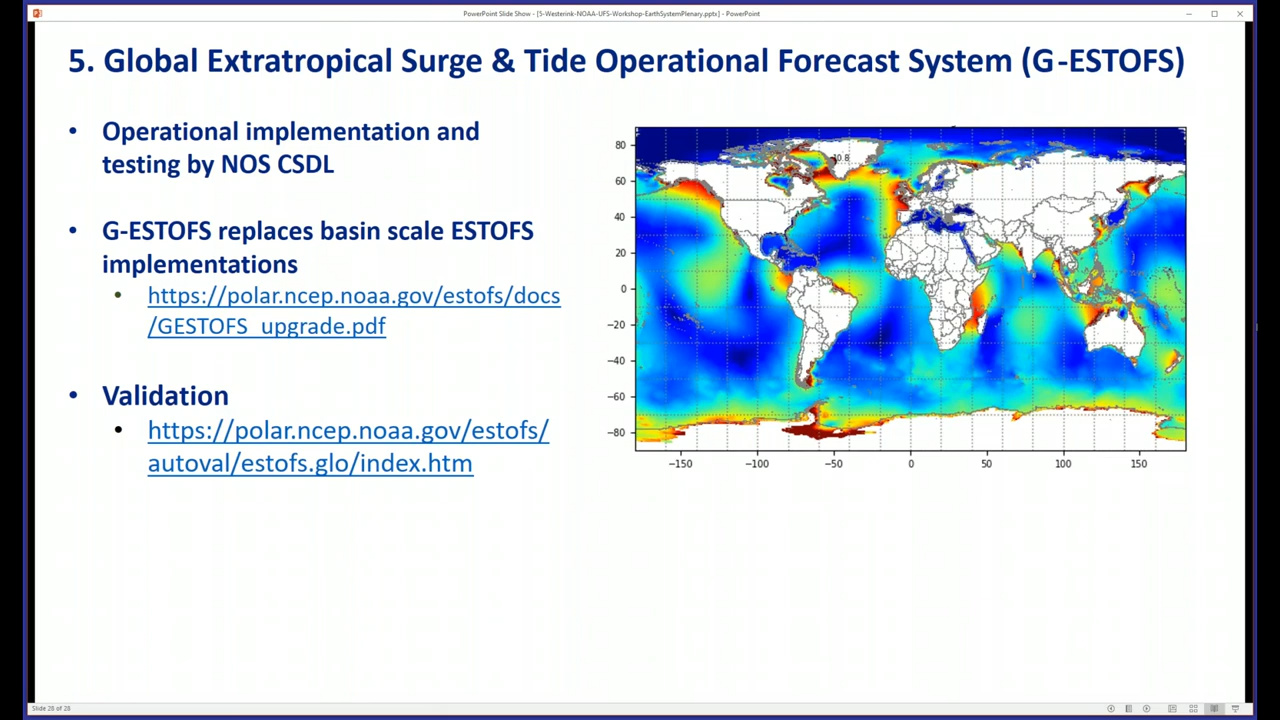 PowerPoint Slide Show - [5-Westerink-NOAA-UFS-Workshop-EarthSystemPlenary.pptx] - PowerPoint
5. Global Extratropical Surge & Tide Operational Forecast System (G-ESTOFS)
• Operational implementation and
testing by NOS CSDL
• G-ESTOFS replaces basin scale ESTOFS
implementations
• https://polar.ncep.noaa.gov/estofs/docs
/GESTOFS_upgrade.pdf
• Validation
• https://polar.ncep.noaa.gov/estofs/
autoval/estofs.glo/index.htm
80
60
40
20
0
−20
−40
−60
−80
10.8
−150 −100 −50 0 50 100 150
Slide 28 of 28